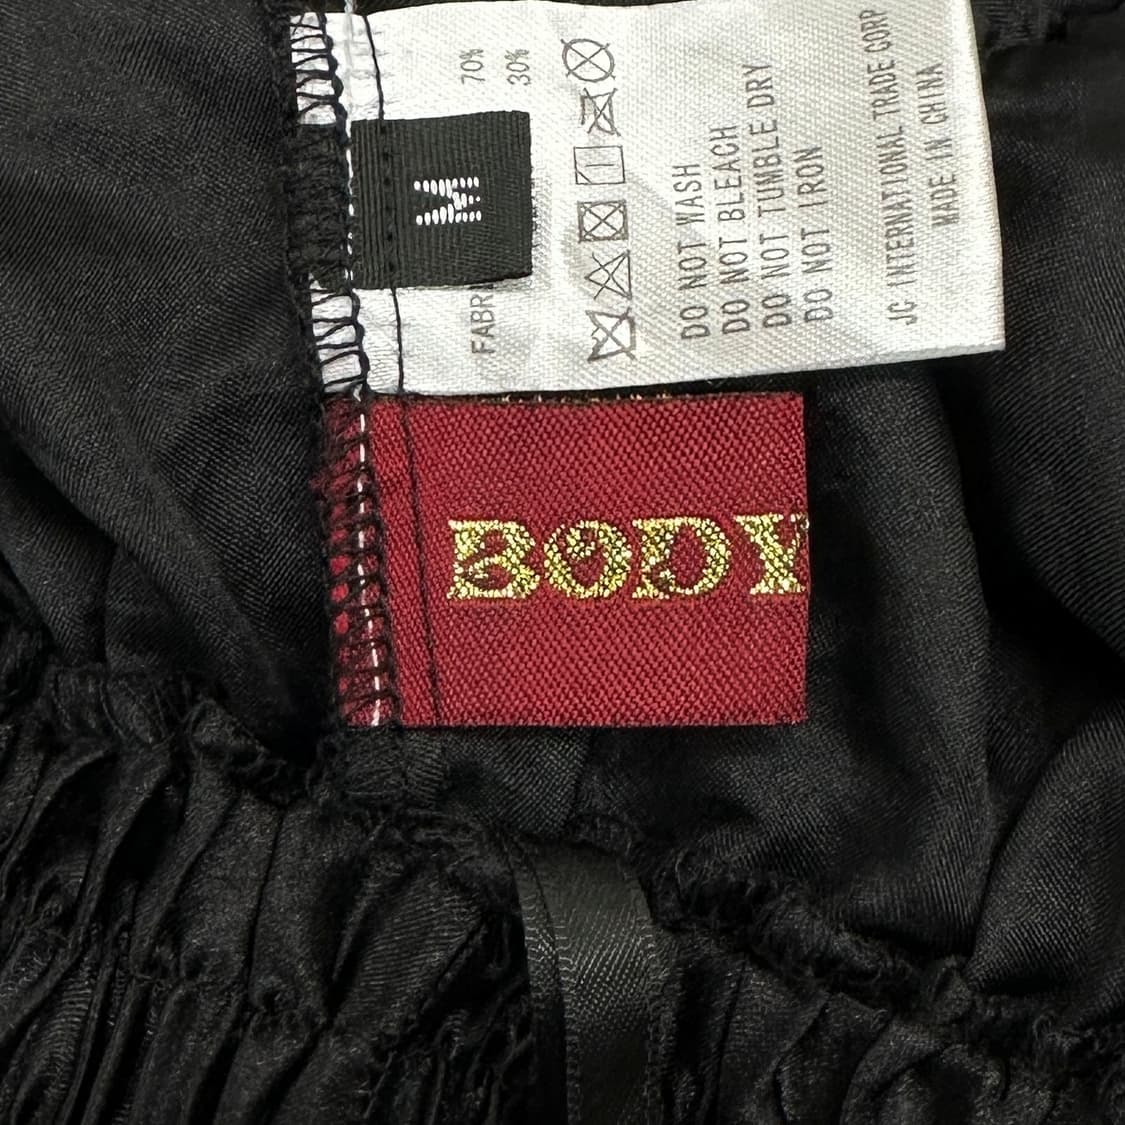 70%
30%
M
FABRI
DO NOT WASH
DO NOT BLEACH
DO NOT TUMBLE DRY
DO NOT IRON
JC INTERNATIONAL TRADE CORP
MADE IN CHINA
BODY